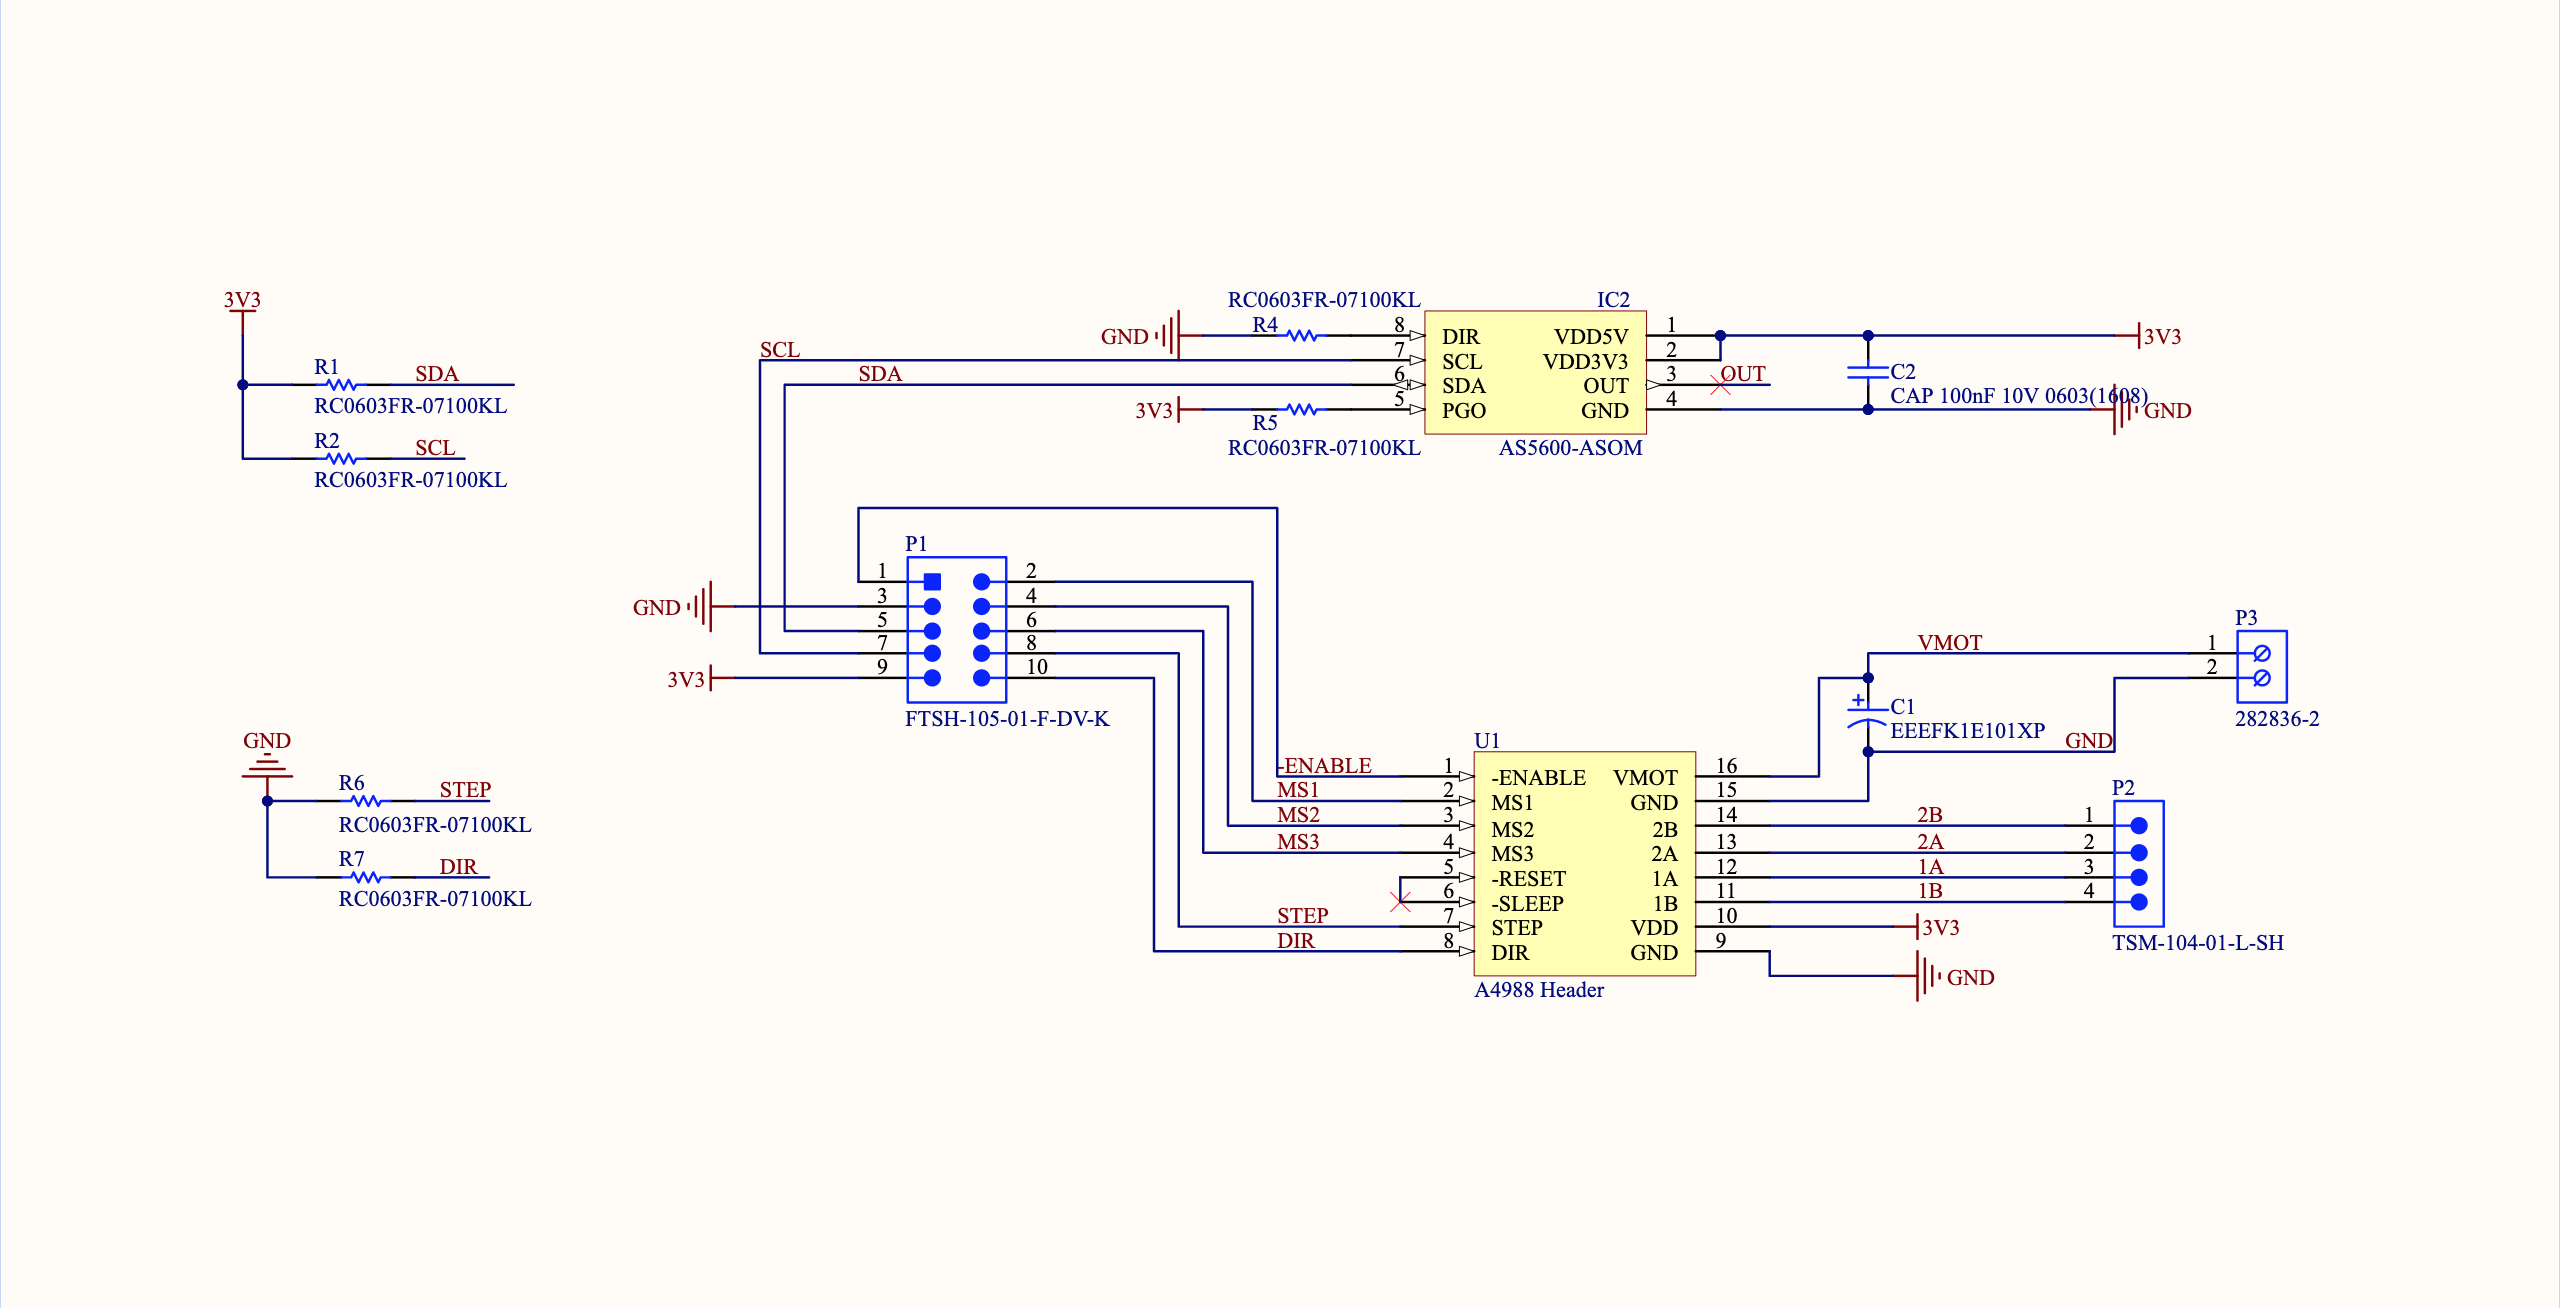 3V3
R1
SDA
RC0603FR-07100KL
R2
SCL
RC0603FR-07100KL
GND
R6
STEP
RC0603FR-07100KL
R7
DIR
RC0603FR-07100KL
RC0603FR-07100KL
IC2
GND
R4
8
DIR
VDD5V
1
3V3
SCL
7
SCL
VDD3V3
2
SDA
6
SDA
OUT
3
OUT
C2
3V3
5
PGO
GND
4
CAP 100nF 10V 0603(1608)
GND
R5
RC0603FR-07100KL
AS5600-ASOM
P1
1
2
GND
3
4
5
6
7
8
3V3
9
10
FTSH-105-01-F-DV-K
P3
VMOT
1
2
282836-2
+
C1
EEEFK1E101XP
GND
U1
-ENABLE
1
-ENABLE
VMOT
16
MS1
2
MS1
GND
15
MS2
3
MS2
2B
14
2B
MS3
4
MS3
2A
13
2A
5
-RESET
1A
12
1A
6
-SLEEP
1B
11
1B
STEP
7
STEP
VDD
10
3V3
DIR
8
DIR
GND
9
GND
A4988 Header
P2
1
2
3
4
TSM-104-01-L-SH